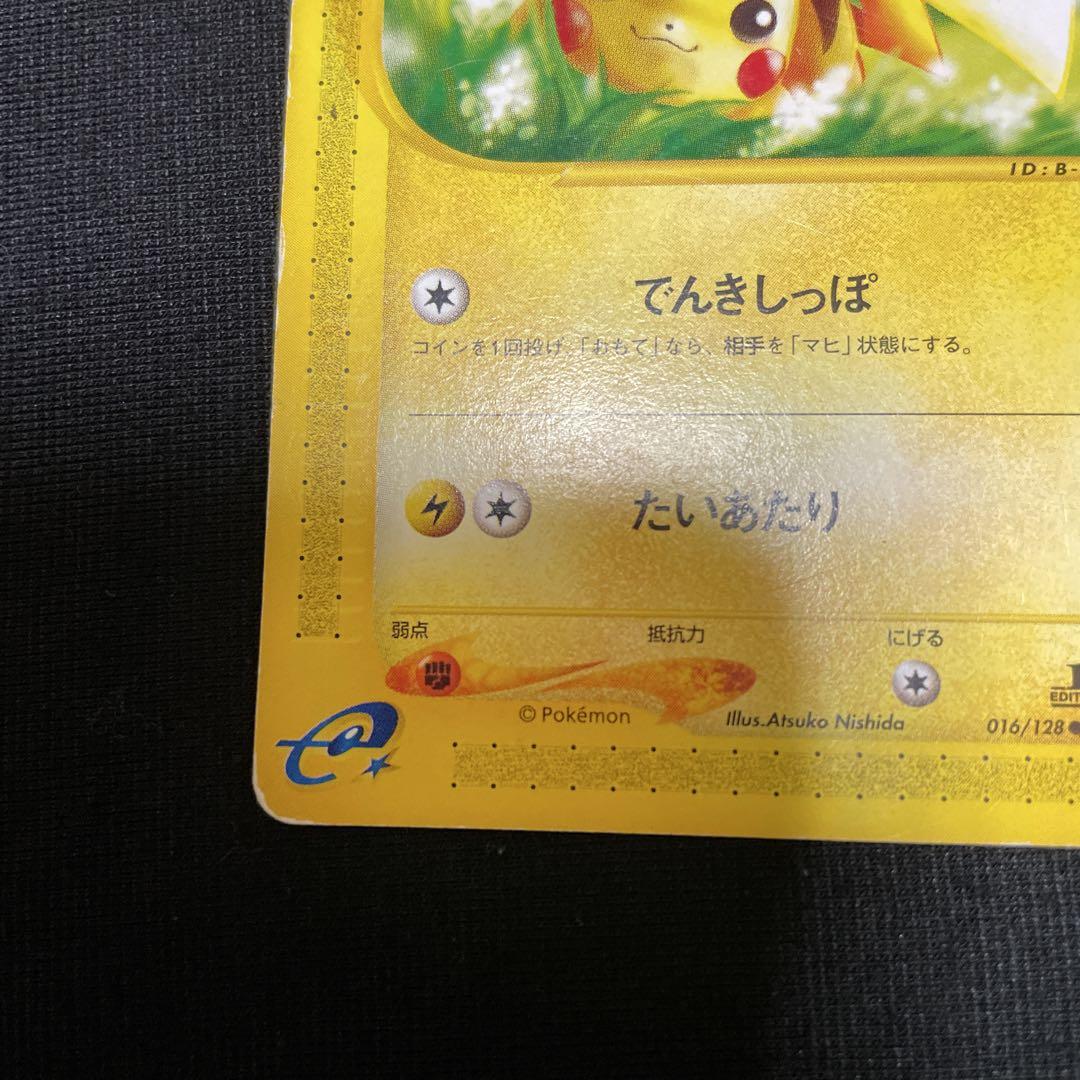 ID:B-
でんきしっぽ
コインを1回投げ、「おもて」なら、相手を「マヒ」状態にする。
たいあたり
弱点
抵抗力
にげる
© Pokémon
Illus.Atsuko Nishida
EDIT
016/128